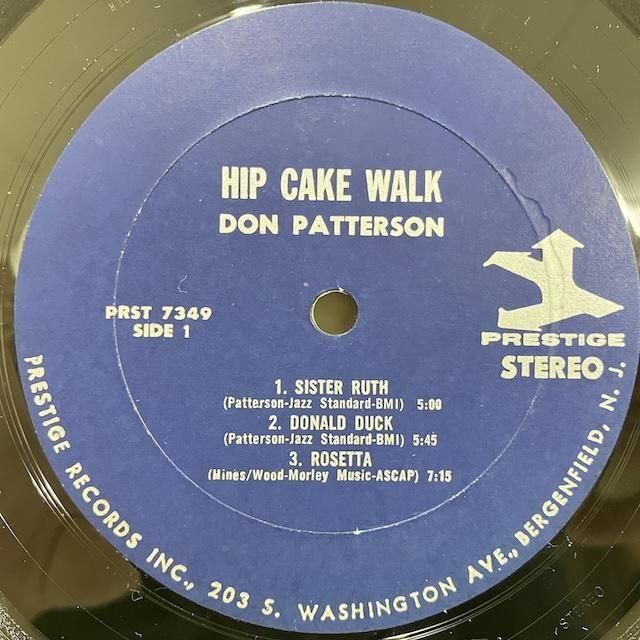 HIP CAKE WALK
DON PATTERSON
PRST 7349
SIDE 1
PRESTIGE
STEREO
1. SISTER RUTH
(Patterson-Jazz Standard-BMI) 5:00
2. DONALD DUCK
(Patterson-Jazz Standard-BMI) 5:45
3. ROSETTA
(Hines/Wood-Morley Music-ASCAP) 7:15
PRESTIGE RECORDS INC., 203 S. WASHINGTON AVE., BERGENFIELD, N. J.
STEREO